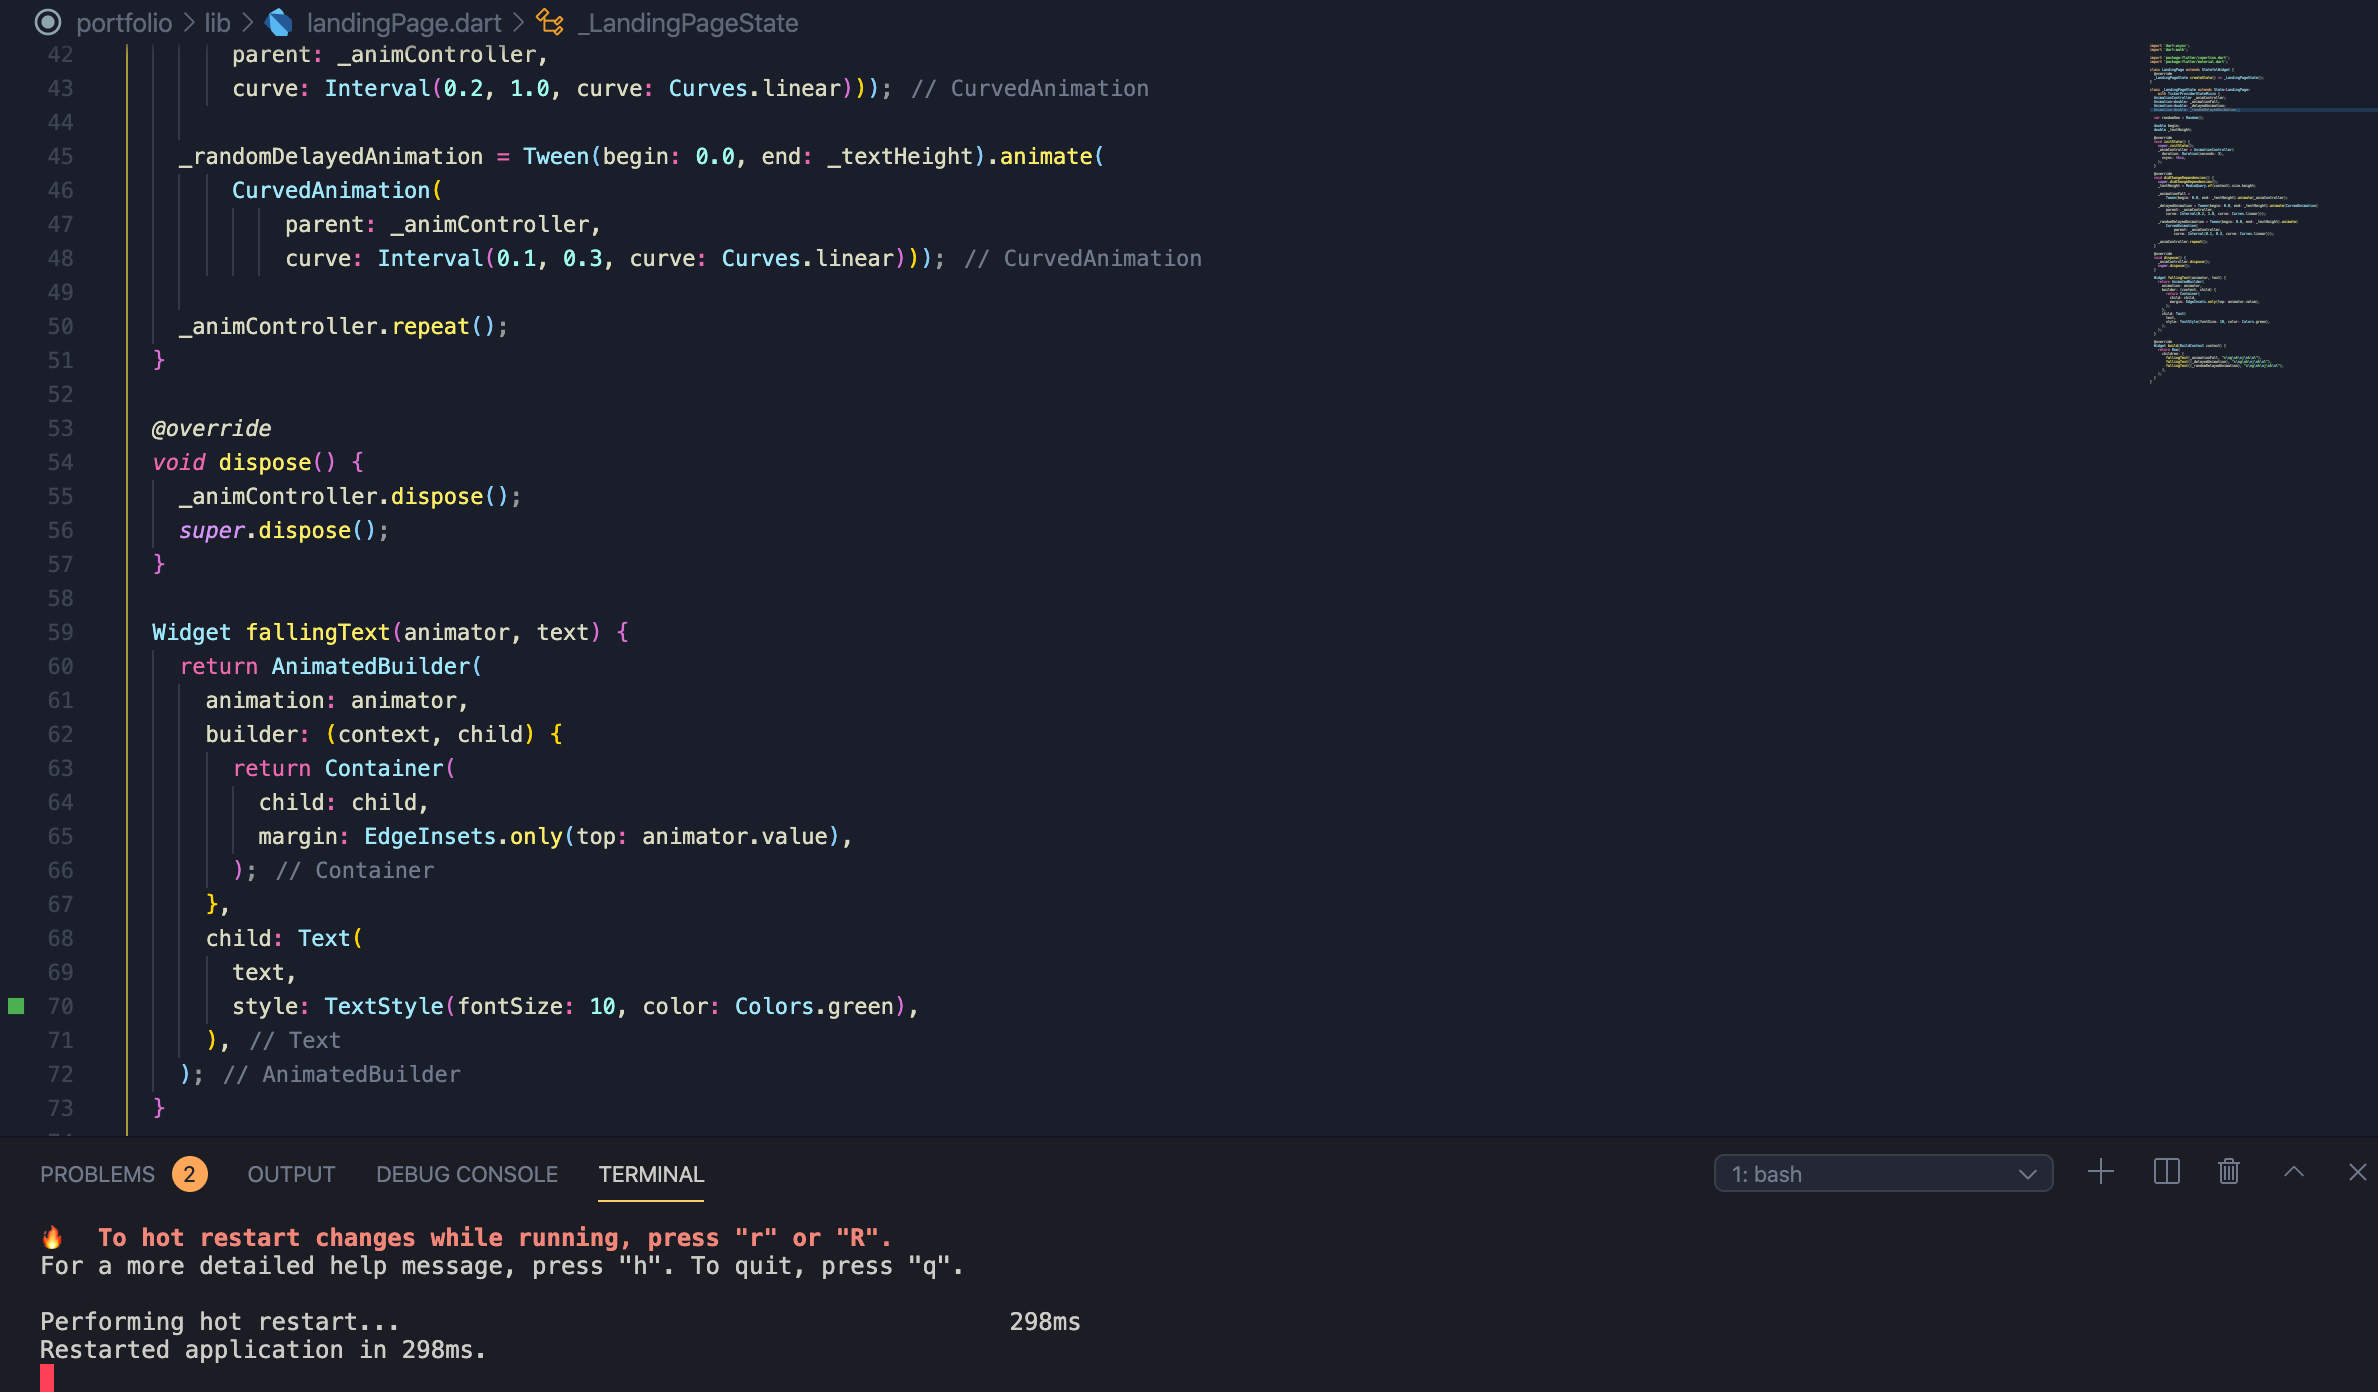 portfolio > lib > landingPage.dart > _LandingPageState
42 parent: _animController,
43 curve: Interval(0.2, 1.0, curve: Curves.linear))); // CurvedAnimation
44
45 _randomDelayedAnimation = Tween(begin: 0.0, end: _textHeight).animate(
46 CurvedAnimation(
47 parent: _animController,
48 curve: Interval(0.1, 0.3, curve: Curves.linear))); // CurvedAnimation
49
50 _animController.repeat();
51 }
52
53 @override
54 void dispose() {
55 _animController.dispose();
56 super.dispose();
57 }
58
59 Widget fallingText(animator, text) {
60 return AnimatedBuilder(
61 animation: animator,
62 builder: (context, child) {
63 return Container(
64 child: child,
65 margin: EdgeInsets.only(top: animator.value),
66 ); // Container
67 },
68 child: Text(
69 text,
70 style: TextStyle(fontSize: 10, color: Colors.green),
71 ), // Text
72 ); // AnimatedBuilder
73 }
PROBLEMS 2 OUTPUT DEBUG CONSOLE TERMINAL 1: bash
🔥 To hot restart changes while running, press "r" or "R".
For a more detailed help message, press "h". To quit, press "q".
Performing hot restart... 298ms
Restarted application in 298ms.